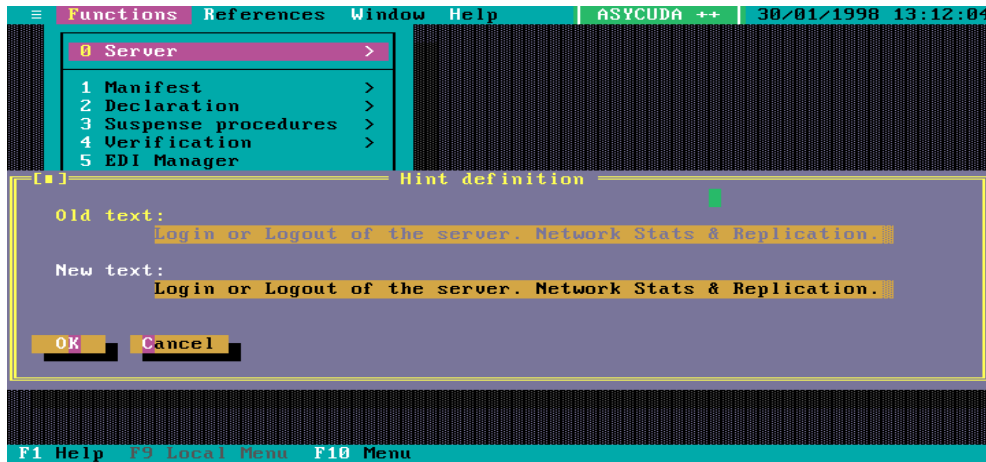 ≡ Functions References Window Help ASYCUDA ++ 30/01/1998 13:12:04
0 Server >
1 Manifest >
2 Declaration >
3 Suspense procedures >
4 Verification >
5 EDI Manager
[■] Hint definition
Old text:
Login or Logout of the server. Network Stats & Replication.
New text:
Login or Logout of the server. Network Stats & Replication.
OK Cancel
F1 Help F9 Local Menu F10 Menu